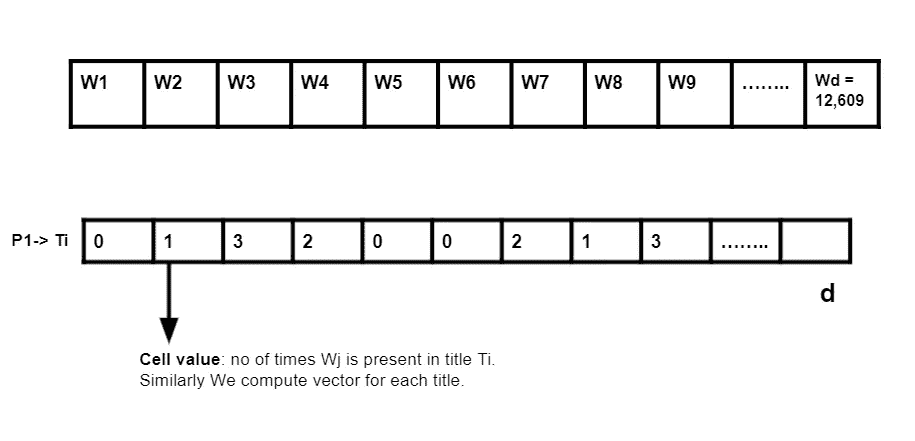 W1 W2 W3 W4 W5 W6 W7 W8 W9 …….. Wd =
12,609
P1-> Ti 0 1 3 2 0 0 2 1 3 ……..
d
Cell value: no of times Wj is present in title Ti.
Similarly We compute vector for each title.